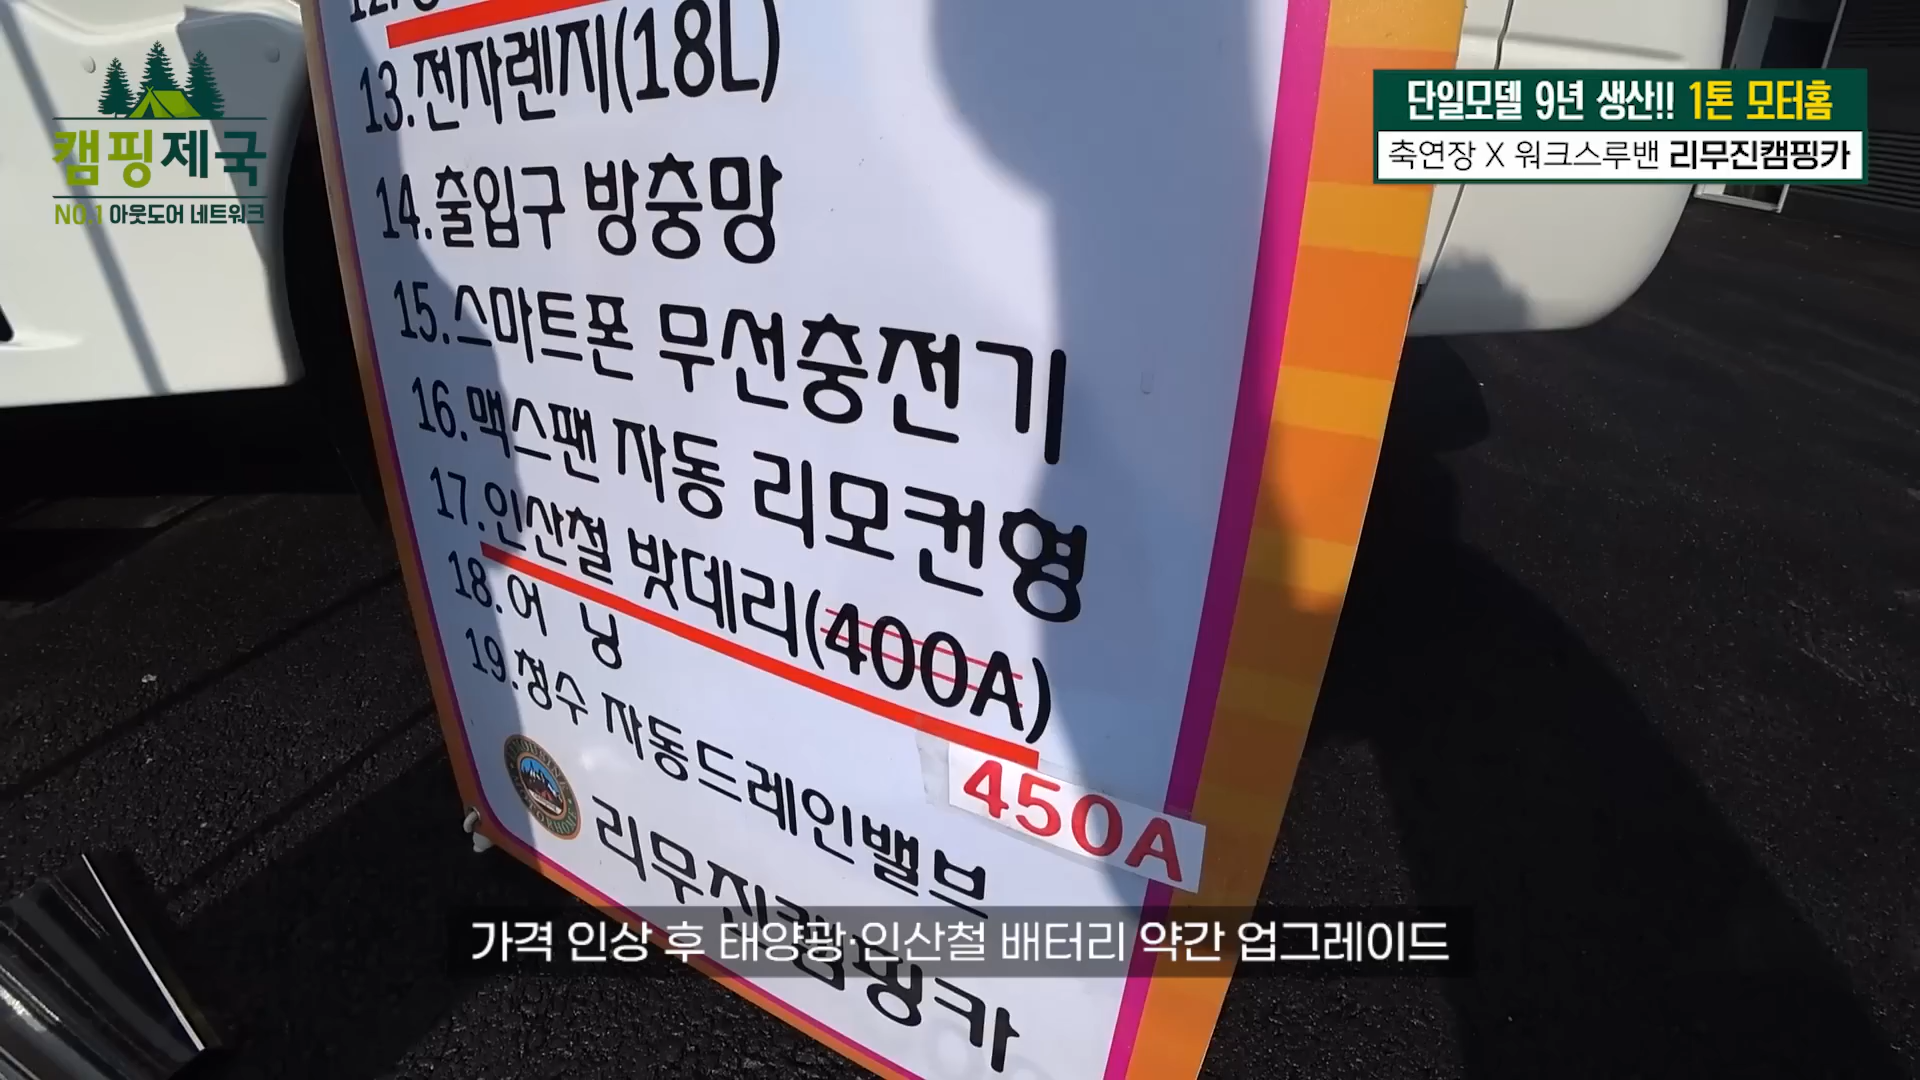 캠핑제국
NO.1 아웃도어 네트워크
단일모델 9년 생산!! 1톤 모터홈
축연장 X 워크스루밴 리무진캠핑카
13.전자렌지(18L)
14.출입구 방충망
15.스마트폰 무선충전기
16.맥스팬 자동 리모컨형
17.인산철 밧데리(400A)
450A
18.어 닝
19.청수 자동드레인밸브
리무진캠핑카
가격 인상 후 태양광·인산철 배터리 약간 업그레이드